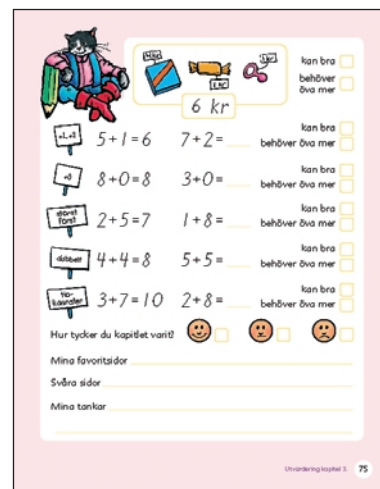 kan bra
behöver
öva mer
6 kr
+1, +2
5+1=6 7+2= kan bra
behöver öva mer
+0
8+0=8 3+0= kan bra
behöver öva mer
störst
först
2+5=7 1+8= kan bra
behöver öva mer
dubbelt
4+4=8 5+5= kan bra
behöver öva mer
tio-
kamrater
3+7=10 2+8= kan bra
behöver öva mer
Hur tycker du kapitlet varit?
Mina favoritsidor
Svåra sidor
Mina tankar
Utvärdering kapitel 3. 75